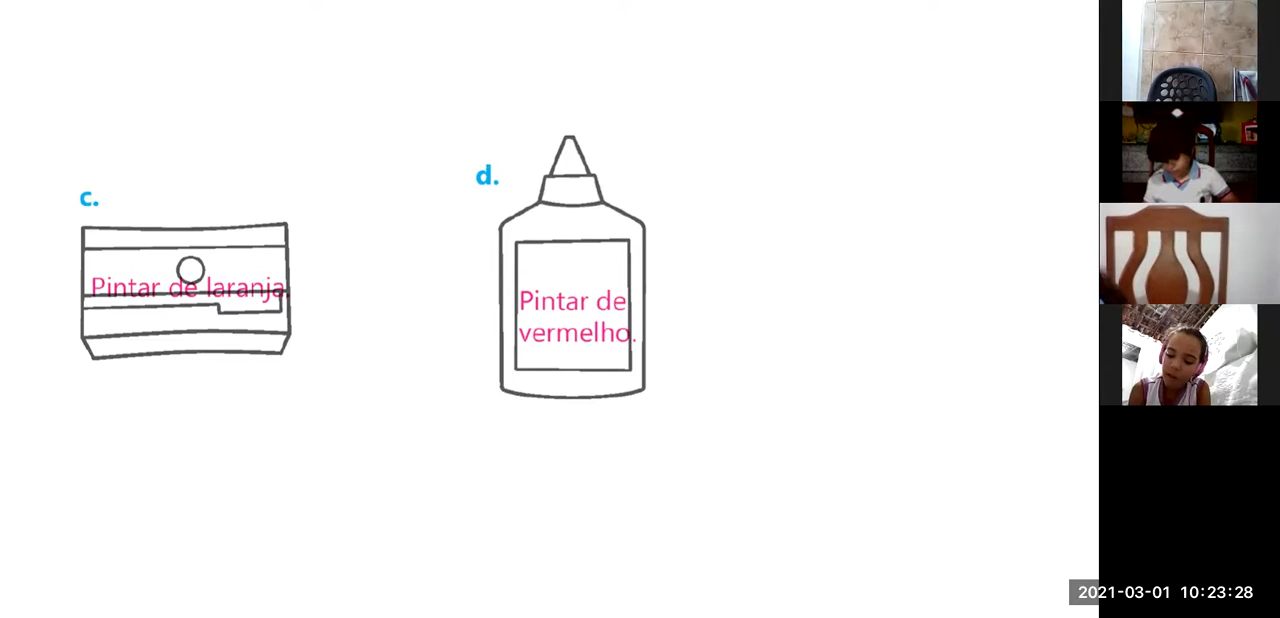 c.
Pintar de laranja.
d.
Pintar de
vermelho.
2021-03-01 10:23:28